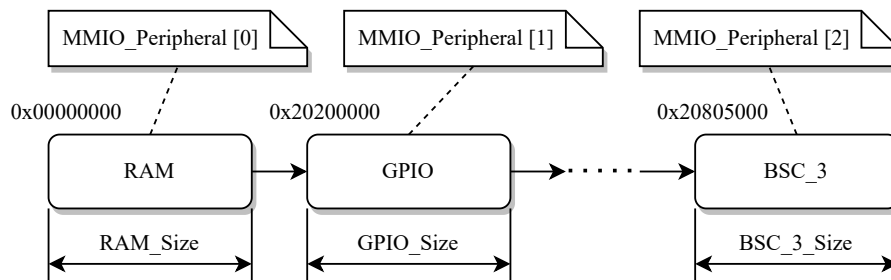 MMIO_Peripheral [0]
MMIO_Peripheral [1]
MMIO_Peripheral [2]
0x00000000
0x20200000
0x20805000
RAM
GPIO
BSC_3
RAM_Size
GPIO_Size
BSC_3_Size